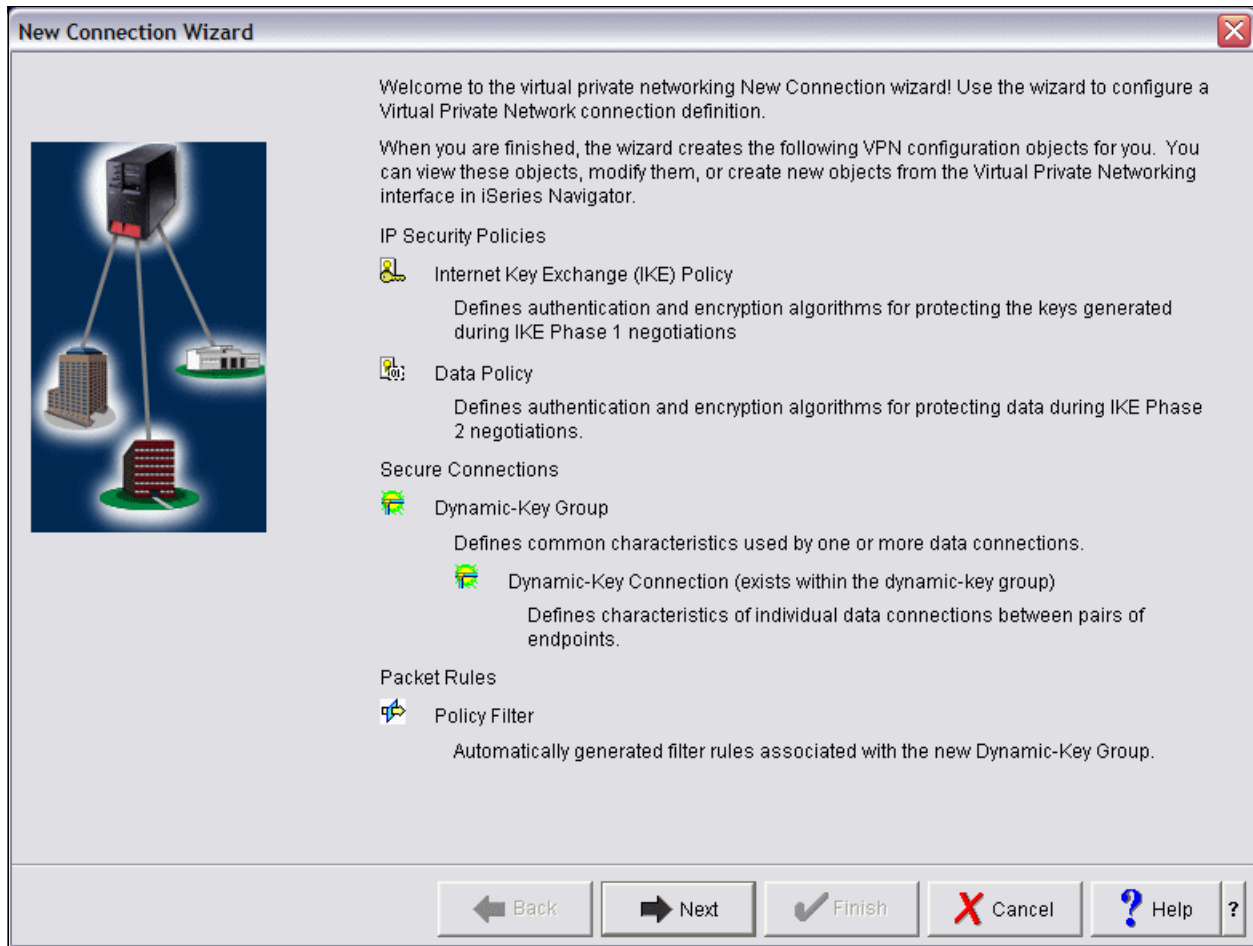 New Connection Wizard
Welcome to the virtual private networking New Connection wizard! Use the wizard to configure a
Virtual Private Network connection definition.
When you are finished, the wizard creates the following VPN configuration objects for you. You
can view these objects, modify them, or create new objects from the Virtual Private Networking
interface in iSeries Navigator.
IP Security Policies
Internet Key Exchange (IKE) Policy
Defines authentication and encryption algorithms for protecting the keys generated
during IKE Phase 1 negotiations
Data Policy
Defines authentication and encryption algorithms for protecting data during IKE Phase
2 negotiations.
Secure Connections
Dynamic-Key Group
Defines common characteristics used by one or more data connections.
Dynamic-Key Connection (exists within the dynamic-key group)
Defines characteristics of individual data connections between pairs of
endpoints.
Packet Rules
Policy Filter
Automatically generated filter rules associated with the new Dynamic-Key Group.
Back Next Finish Cancel ? Help ?